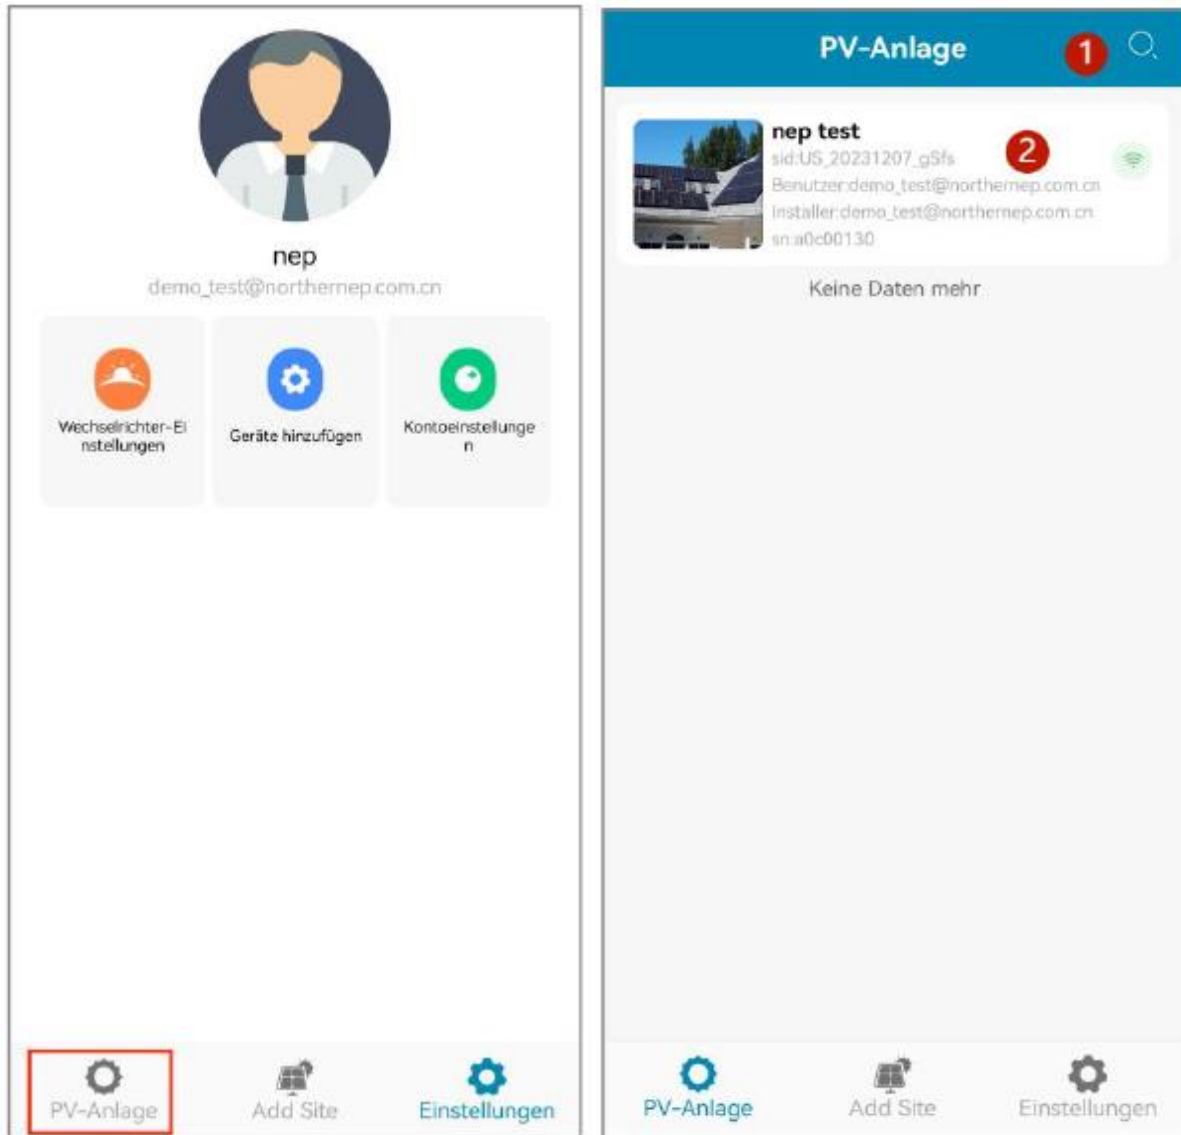 nep
demo_test@northernep.com.cn
Wechselrichter-Ei
nstellungen
Geräte hinzufügen
Kontoeinstellunge
n
PV-Anlage
Add Site
Einstellungen
PV-Anlage
1
nep test
sid:US_20231207_gSfs
2
Benutzer:demo_test@northernep.com.cn
Installer:demo_test@northernep.com.cn
sn:a0c00130
Keine Daten mehr
PV-Anlage
Add Site
Einstellungen